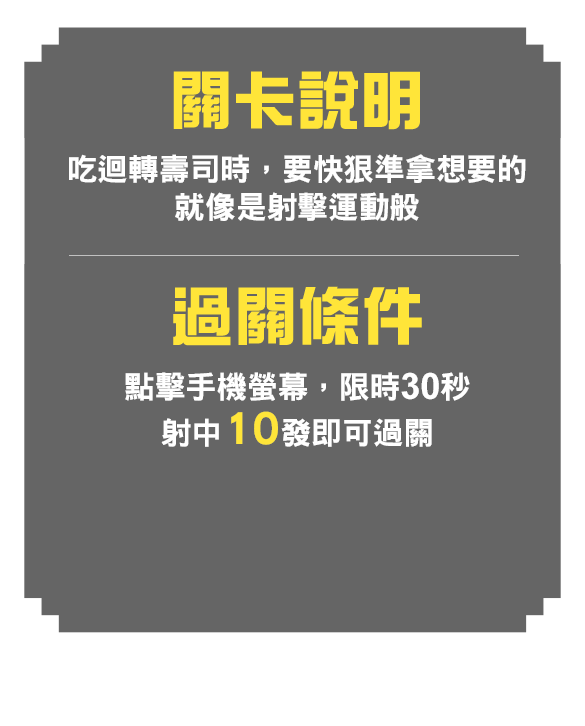 關卡說明
吃迴轉壽司時，要快狠準拿想要的
就像是射擊運動般
過關條件
點擊手機螢幕，限時30秒
射中10發即可過關